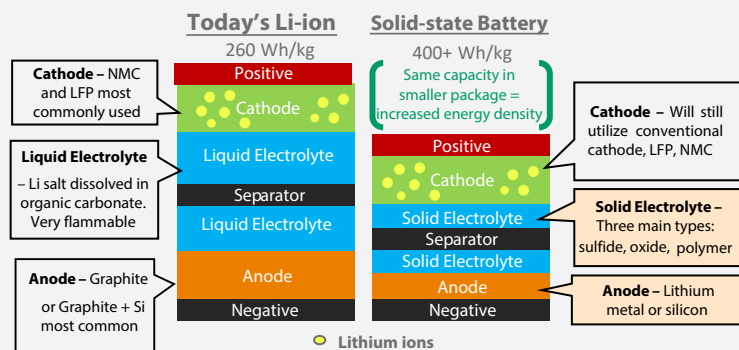 Today's Li-ion
260 Wh/kg
Solid-state Battery
400+ Wh/kg
Same capacity in
smaller package =
increased energy density
Cathode – NMC
and LFP most
commonly used
Liquid Electrolyte
– Li salt dissolved in
organic carbonate.
Very flammable
Anode – Graphite
or Graphite + Si
most common
Positive
Cathode
Liquid Electrolyte
Separator
Liquid Electrolyte
Anode
Negative
Positive
Cathode
Solid Electrolyte
Separator
Solid Electrolyte
Anode
Negative
Cathode – Will still
utilize conventional
cathode, LFP, NMC
Solid Electrolyte –
Three main types:
sulfide, oxide, polymer
Anode – Lithium
metal or silicon
Lithium ions